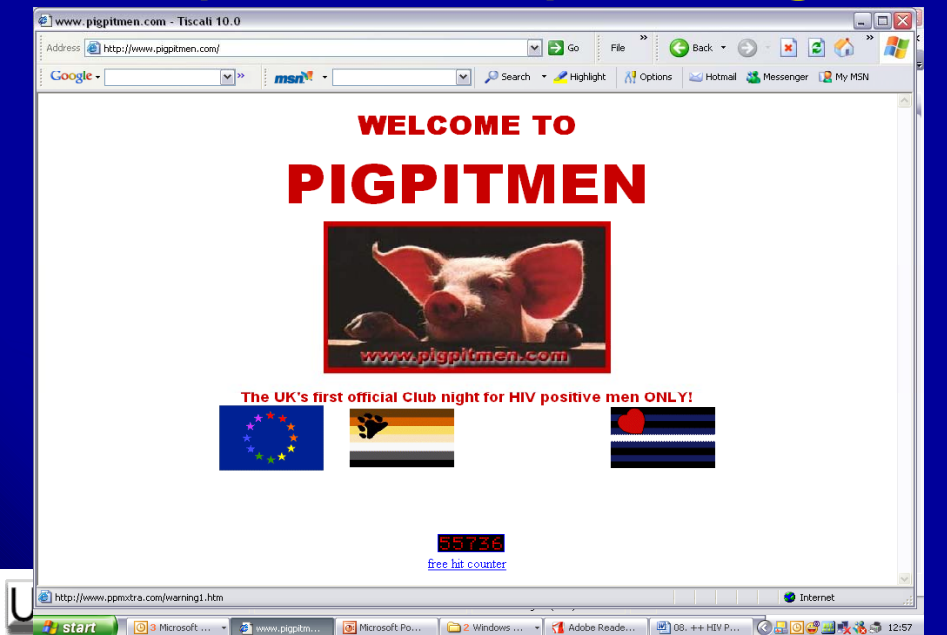 www.pigpitmen.com - Tiscali 10.0
Address http://www.pigpitmen.com/ Go File » Back »
Google » msn Search Highlight Options Hotmail Messenger My MSN
WELCOME TO
PIGPITMEN
www.pigpitmen.com
The UK's first official Club night for HIV positive men ONLY!
55736
free hit counter
http://www.ppmxtra.com/warning1.htm Internet
U
start 3 Microsoft ... www.pigpitm... Microsoft Po... 2 Windows ... Adobe Reade... 08. ++ HIV P... 12:57